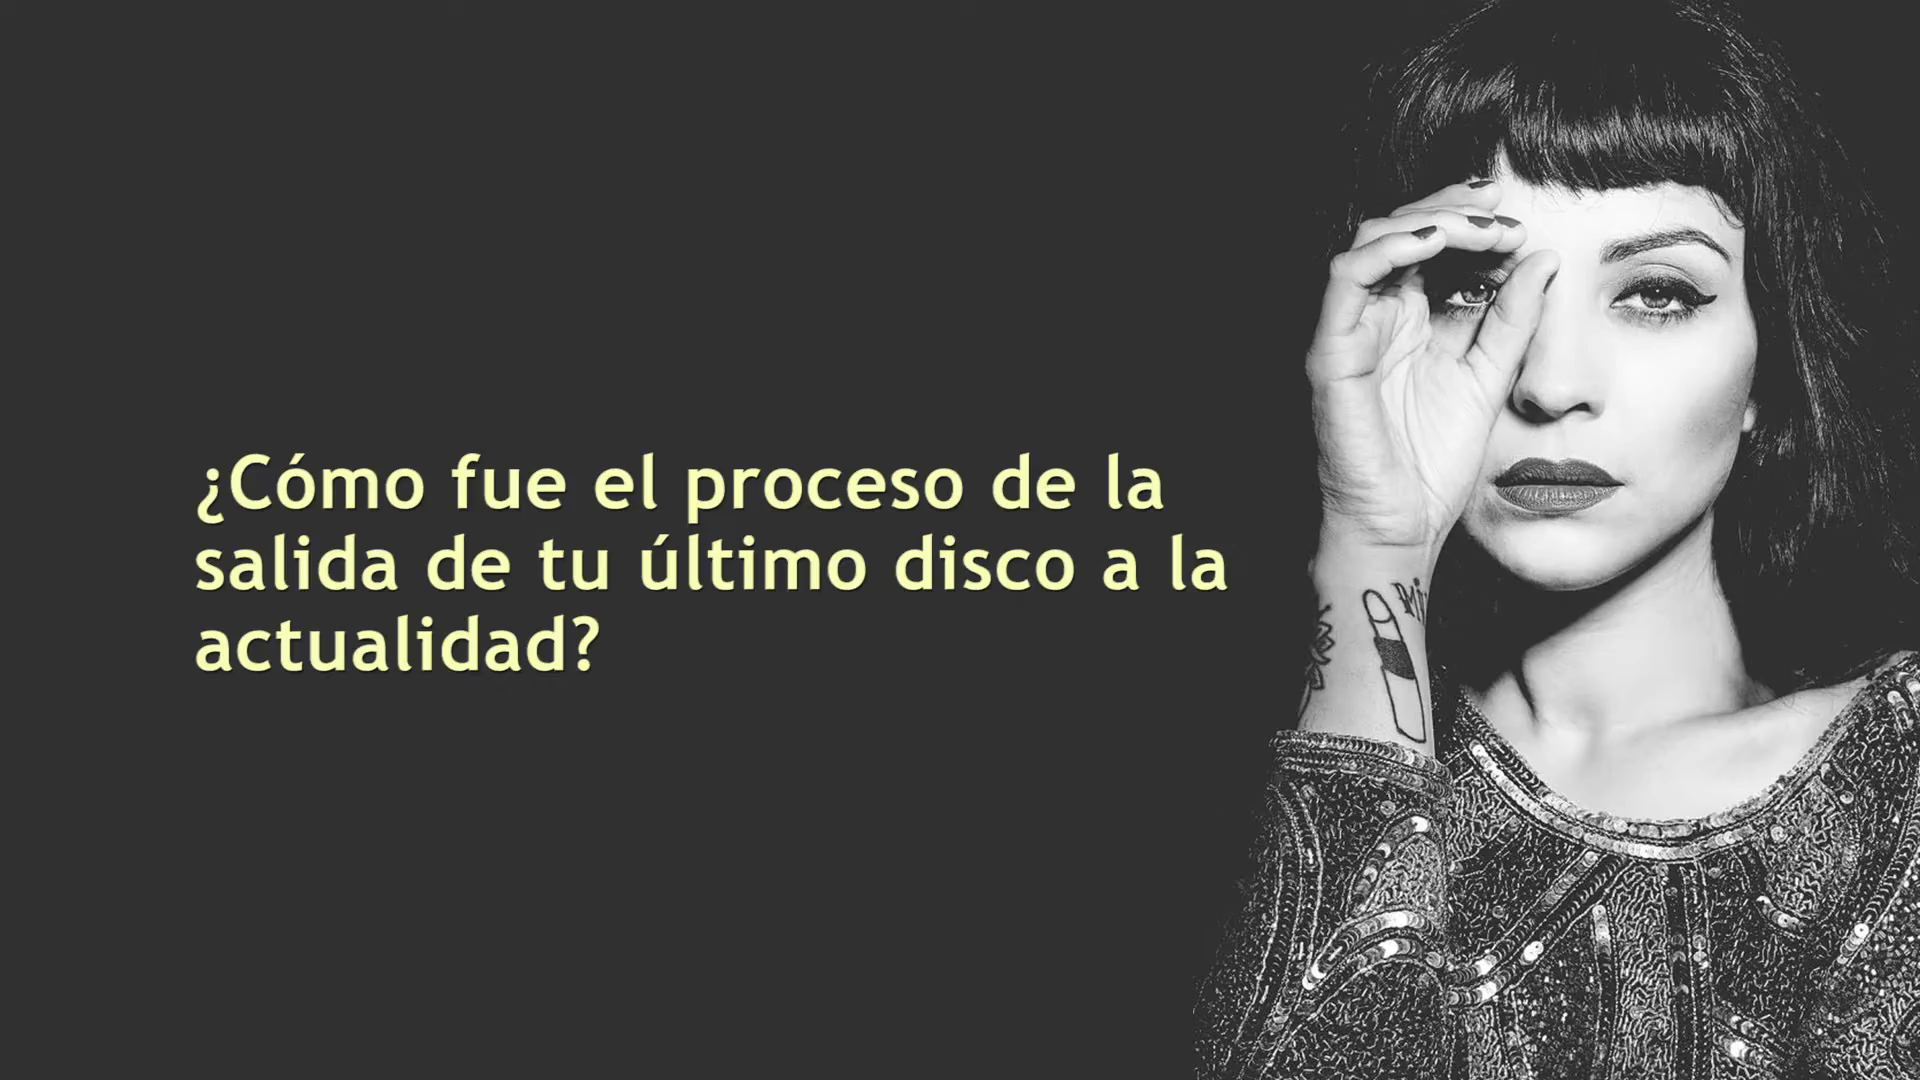 ¿Cómo fue el proceso de la
salida de tu último disco a la
actualidad?